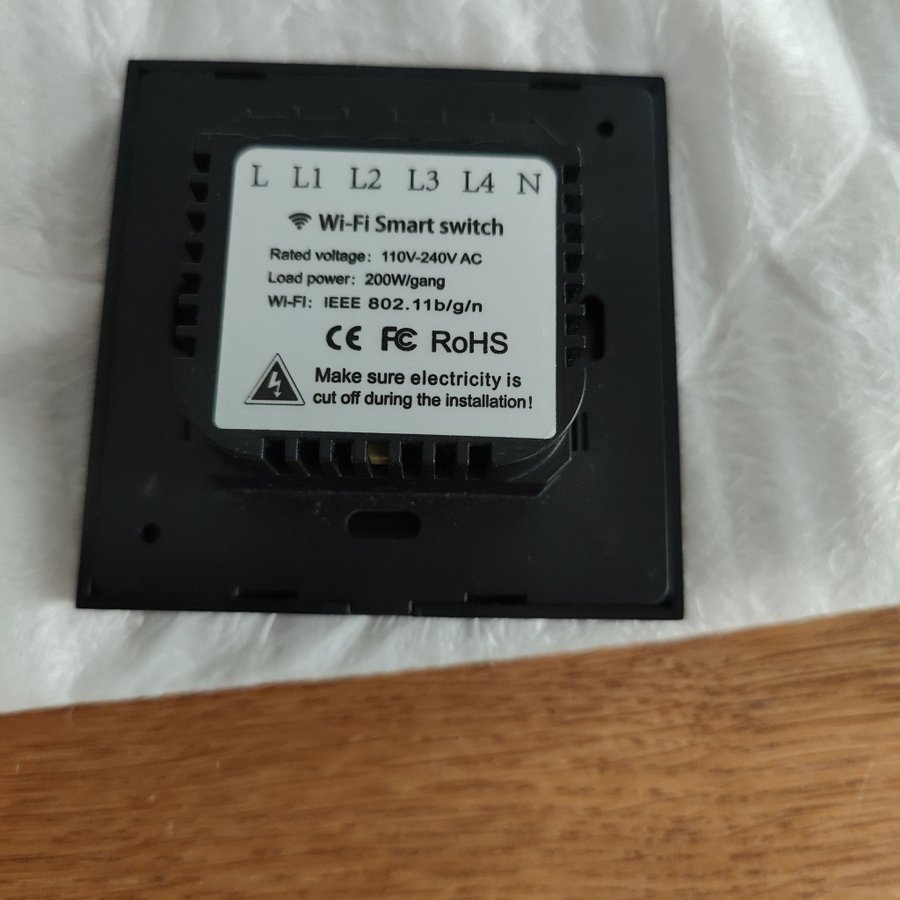 L L1 L2 L3 L4 N
Wi-Fi Smart switch
Rated voltage: 110V-240V AC
Load power: 200W/gang
Wi-Fi: IEEE 802.11b/g/n
CE FC RoHS
Make sure electricity is
cut off during the installation!